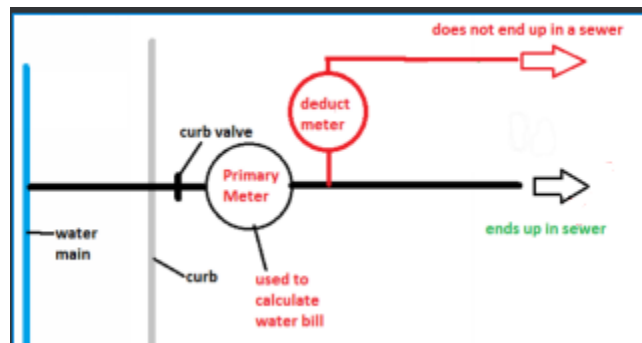 does not end up in a sewer
deduct
meter
curb valve
Primary
Meter
ends up in sewer
water
main
curb
used to
calculate
water bill